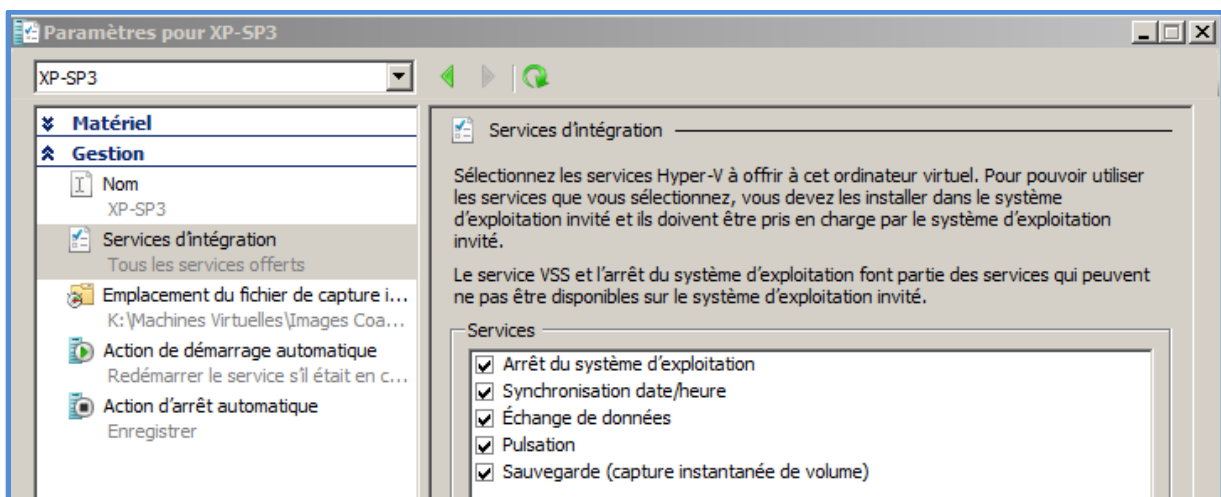 Paramètres pour XP-SP3
XP-SP3
Matériel
Gestion
Nom
XP-SP3
Services d'intégration
Tous les services offerts
Emplacement du fichier de capture i...
K:\Machines Virtuelles\Images Coa...
Action de démarrage automatique
Redémarrer le service s'il était en c...
Action d'arrêt automatique
Enregistrer
Services d'intégration
Sélectionnez les services Hyper-V à offrir à cet ordinateur virtuel. Pour pouvoir utiliser
les services que vous sélectionnez, vous devez les installer dans le système
d'exploitation invité et ils doivent être pris en charge par le système d'exploitation
invité.
Le service VSS et l'arrêt du système d'exploitation font partie des services qui peuvent
ne pas être disponibles sur le système d'exploitation invité.
Services
Arrêt du système d'exploitation
Synchronisation date/heure
Échange de données
Pulsation
Sauvegarde (capture instantanée de volume)